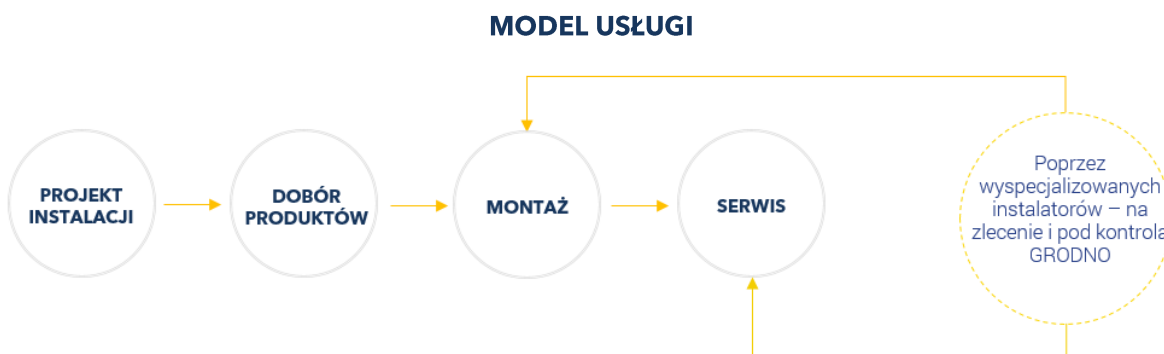 MODEL USŁUGI
PROJEKT
INSTALACJI
DOBÓR
PRODUKTÓW
MONTAŻ
SERWIS
Poprzez
wyspecjalizowanych
instalatorów – na
zlecenie i pod kontrolą
GRODNO